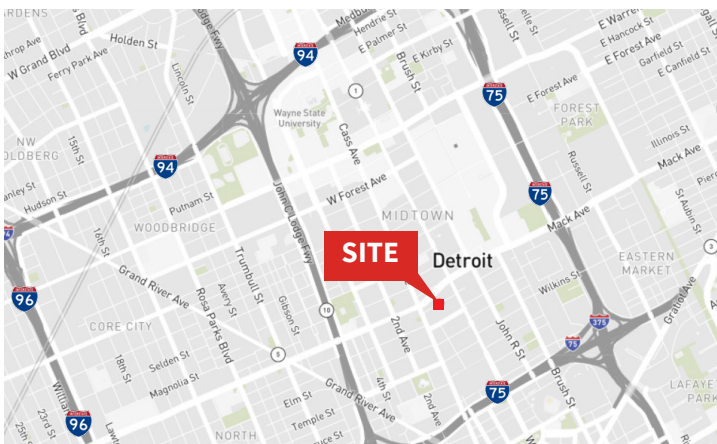 ARDENS
Lodge Fwy
Hendrie St
E Palmer St
E Kirby St
Brush St
E Warre
E Hancock St
E Forest Ave
Garfield St
E Canfield St
W Grand Blvd
Holden St
Ferry Park Ave
Lincoln St
94
1
75
E Forest Ave
FOREST
PARK
Wayne State
University
Cass Ave
NW
OLDBERG
15th St
94
Hudson St
Putnam St
WOODBRIDGE
John C Lodge Fwy
W Forest Ave
MIDTOWN
75
Russell St
Illinois St
Mack Ave
Mack Ave
St Aubin St
16th St
SITE
Detroit
EASTERN
MARKET
3
96
Grand River Ave
Trumbull St
Avery St
Rosa Parks Blvd
Gibson St
10
Wilkins St
Gratiot Ave
CORE CITY
2nd Ave
John R St
375
75
5
18th St
Selden St
Magnolia St
4th St
2nd Ave
75
Brush St
Grand River Ave
Elm St
Temple St
LAFAYE
PARK
96
23rd St
25th
NORTH